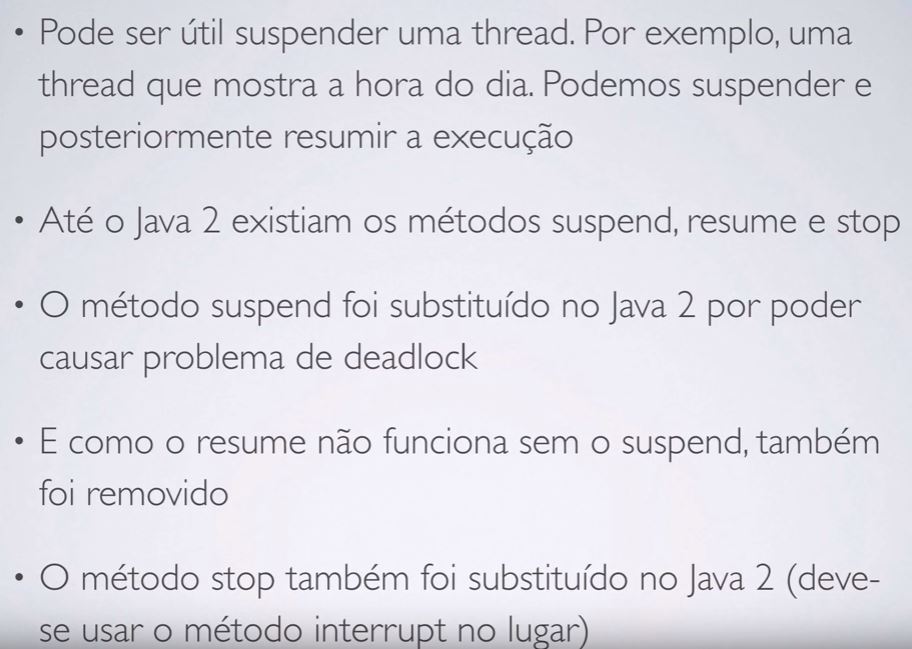 • Pode ser útil suspender uma thread. Por exemplo, uma
thread que mostra a hora do dia. Podemos suspender e
posteriormente resumir a execução
• Até o Java 2 existiam os métodos suspend, resume e stop
• O método suspend foi substituído no Java 2 por poder
causar problema de deadlock
• E como o resume não funciona sem o suspend, também
foi removido
• O método stop também foi substituído no Java 2 (deve-
se usar o método interrupt no lugar)